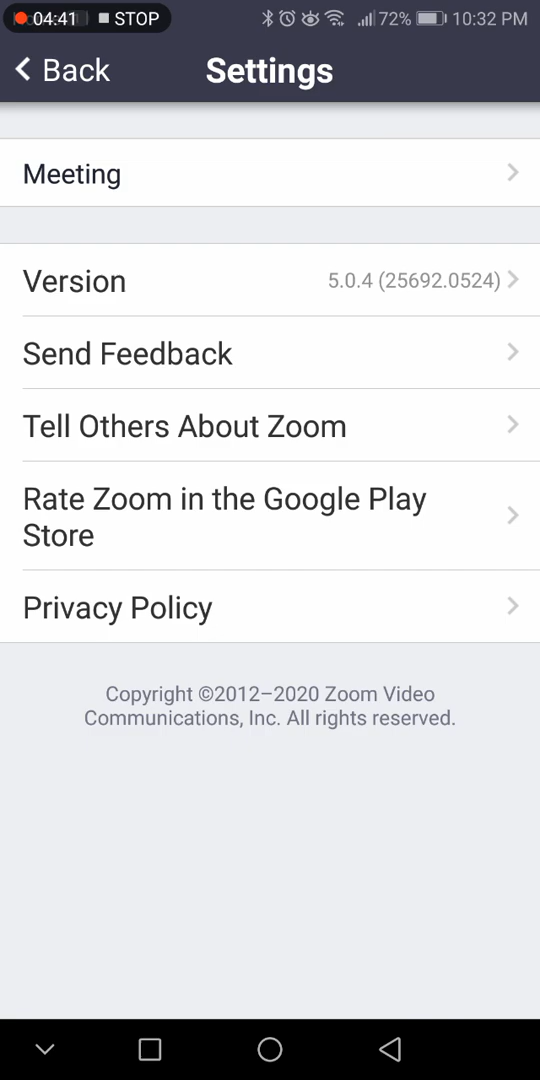 04:41 STOP 72% 10:32 PM
Back Settings
Meeting
Version 5.0.4 (25692.0524)
Send Feedback
Tell Others About Zoom
Rate Zoom in the Google Play
Store
Privacy Policy
Copyright ©2012–2020 Zoom Video
Communications, Inc. All rights reserved.